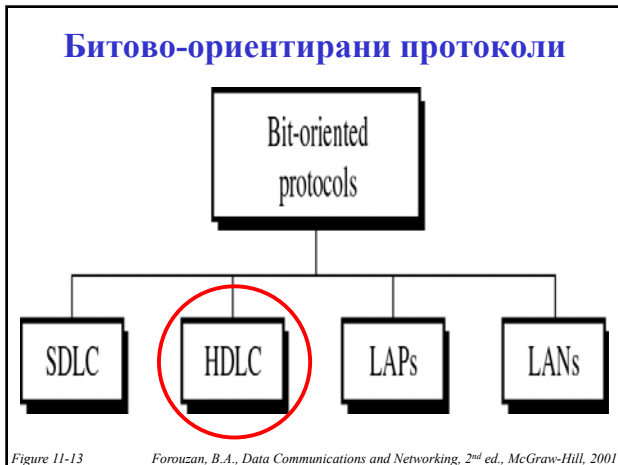 Битово-ориентирани протоколи
Bit-oriented
protocols
SDLC
HDLC
LAPs
LANs
Figure 11-13 Forouzan, B.A., Data Communications and Networking, 2nd ed., McGraw-Hill, 2001